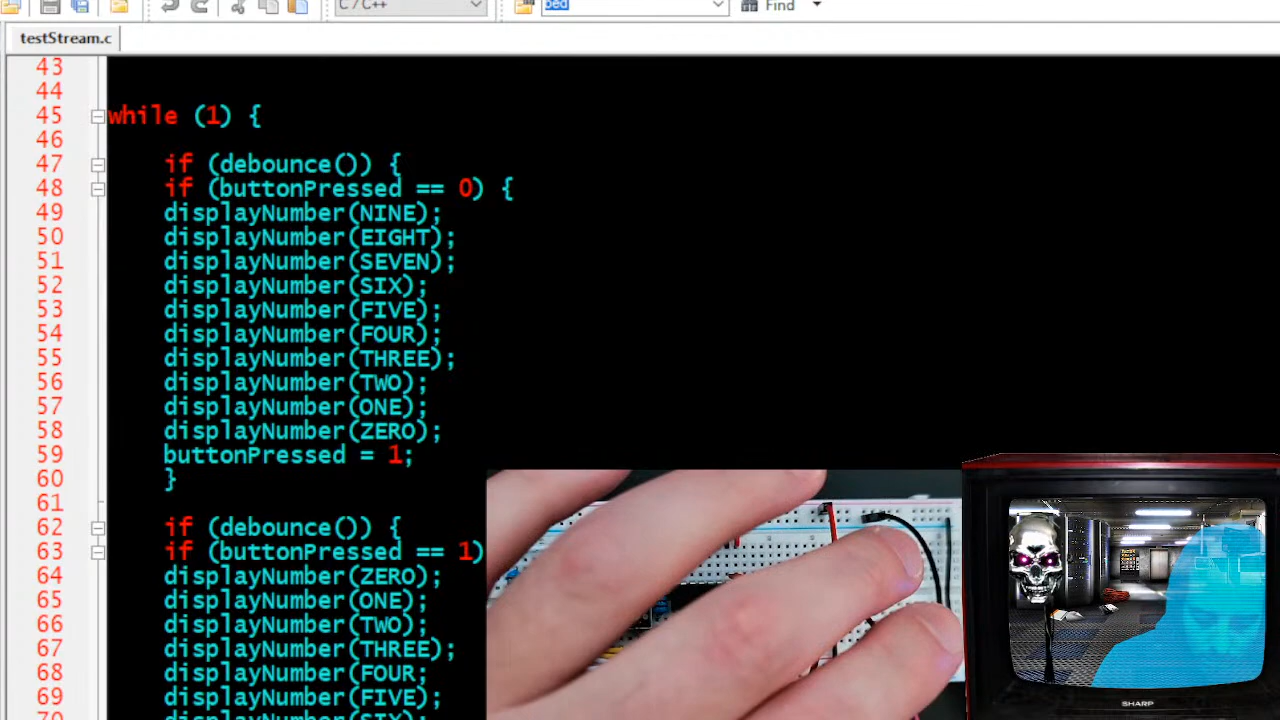 C/C++
bed
Find
testStream.c
43
44
45 while (1) {
46
47 if (debounce()) {
48 if (buttonPressed == 0) {
49 displayNumber(NINE);
50 displayNumber(EIGHT);
51 displayNumber(SEVEN);
52 displayNumber(SIX);
53 displayNumber(FIVE);
54 displayNumber(FOUR);
55 displayNumber(THREE);
56 displayNumber(TWO);
57 displayNumber(ONE);
58 displayNumber(ZERO);
59 buttonPressed = 1;
60 }
61
62 if (debounce()) {
63 if (buttonPressed == 1)
64 displayNumber(ZERO);
65 displayNumber(ONE);
66 displayNumber(TWO);
67 displayNumber(THREE);
68 displayNumber(FOUR;
69 displayNumber(FIVE);
70 displayNumber(SIX);
SHARP